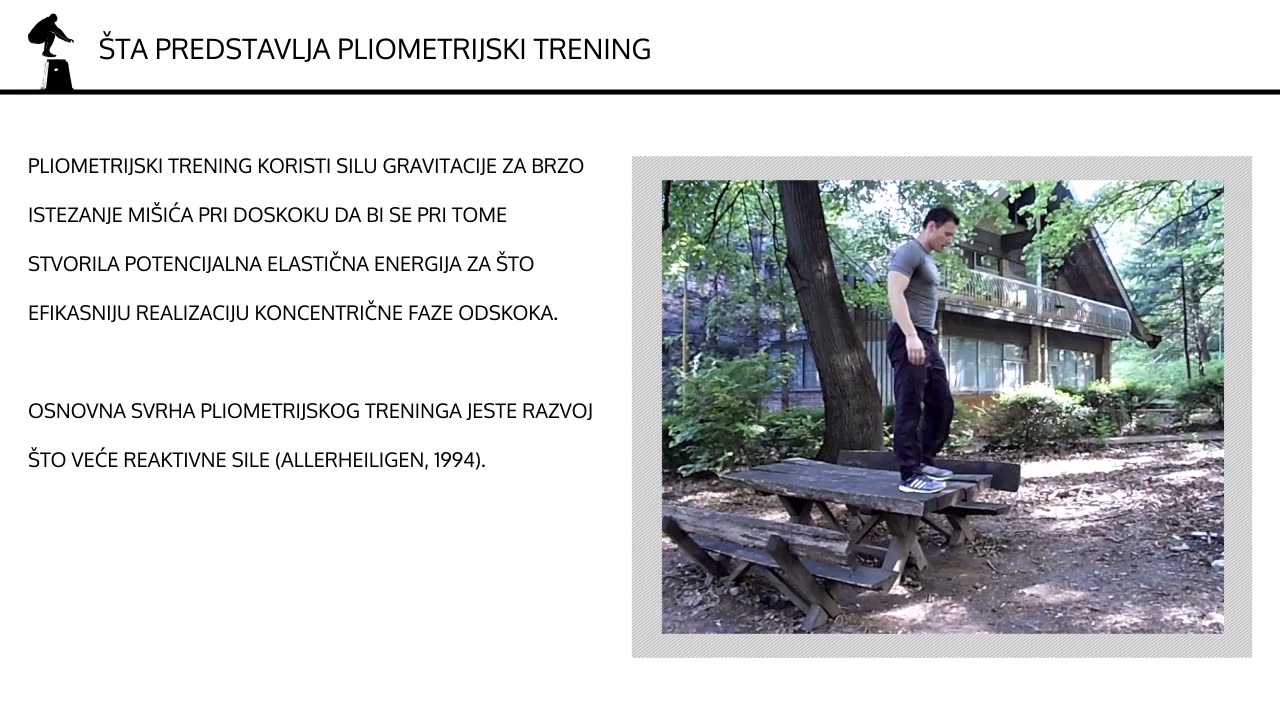 ŠTA PREDSTAVLJA PLIOMETRIJSKI TRENING
PLIOMETRIJSKI TRENING KORISTI SILU GRAVITACIJE ZA BRZO
ISTEZANJE MIŠIĆA PRI DOSKOKU DA BI SE PRI TOME
STVORILA POTENCIJALNA ELASTIČNA ENERGIJA ZA ŠTO
EFIKASNIJU REALIZACIJU KONCENTRIČNE FAZE ODSKOKA.
OSNOVNA SVRHA PLIOMETRIJSKOG TRENINGA JESTE RAZVOJ
ŠTO VEĆE REAKTIVNE SILE (ALLERHEILIGEN, 1994).